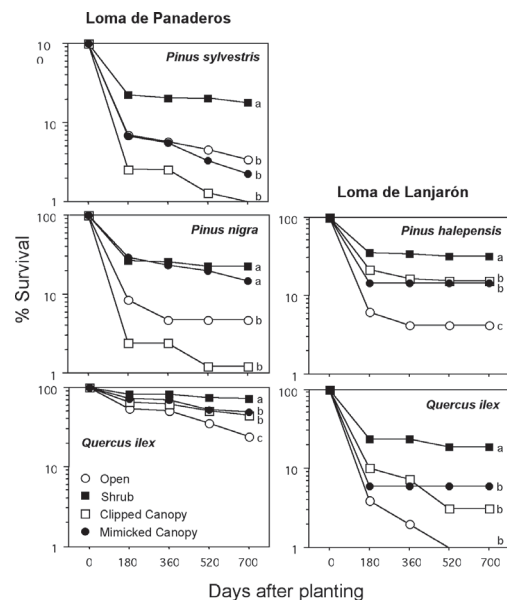 Loma de Panaderos
10
0
Pinus sylvestris
10
1
a
b
b
b
% Survival
100
Pinus nigra
10
1
a
a
b
b
100
Quercus ilex
10
1
a
b
b
c
Open
Shrub
Clipped Canopy
Mimicked Canopy
0 180 360 520 700
Loma de Lanjarón
100
Pinus halepensis
10
1
a
b
b
c
100
Quercus ilex
10
1
a
b
b
b
0 180 360 520 700
Days after planting